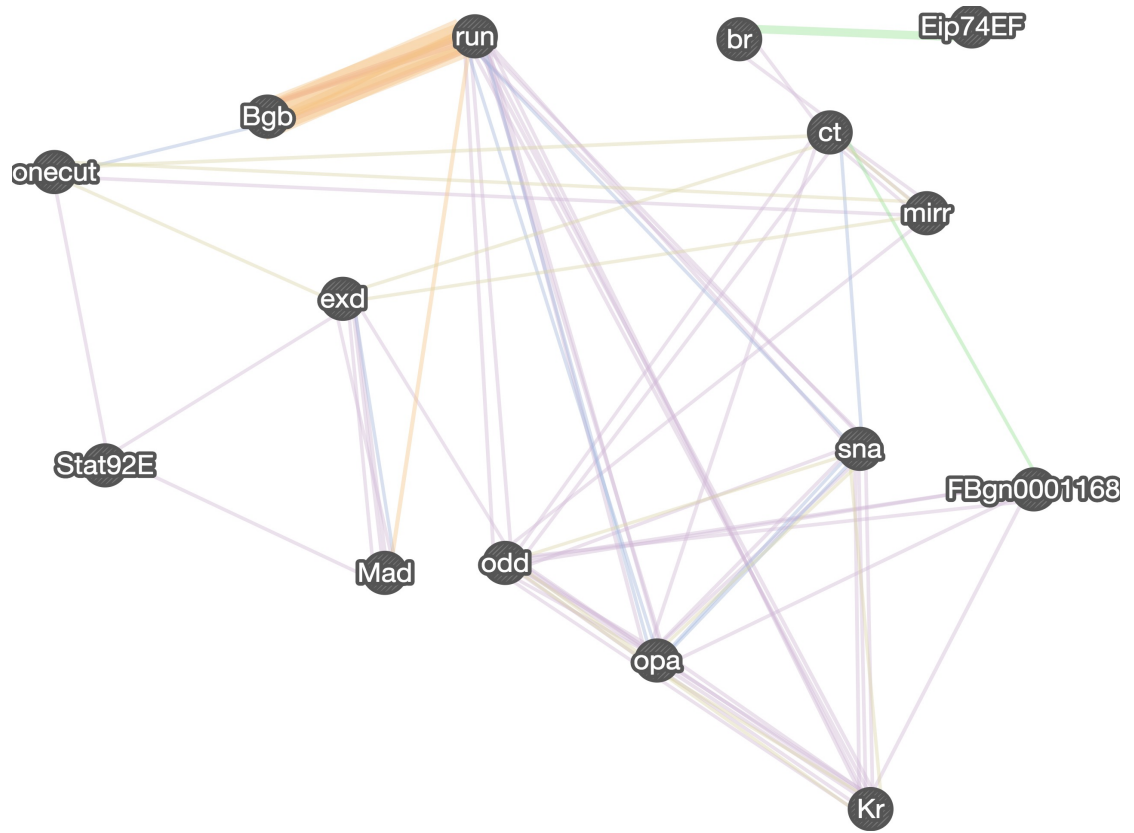 Eip74EF
run
br
Bgb
ct
onecut
mirr
exd
sna
Stat92E
FBgn0001168
odd
Mad
opa
Kr